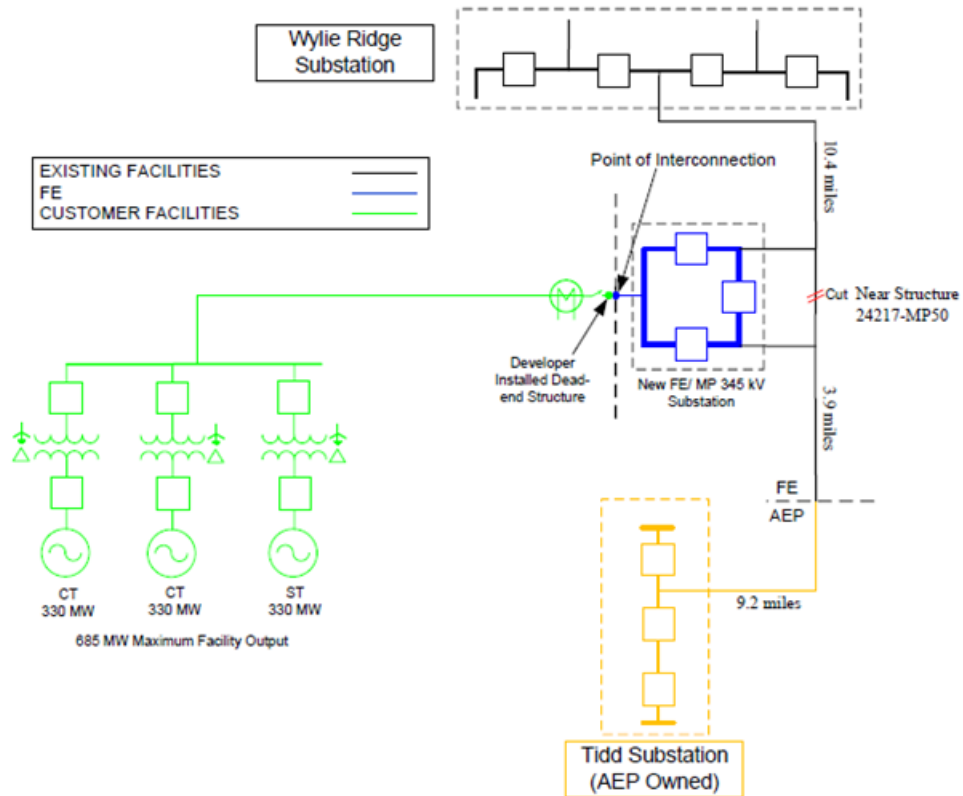 Wylie Ridge
Substation
EXISTING FACILITIES
FE
CUSTOMER FACILITIES
Point of Interconnection
10.4 miles
M
Cut Near Structure
24217-MP50
Developer
Installed Dead-
end Structure
New FE/ MP 345 kV
Substation
3.9 miles
FE
AEP
CT
330 MW
CT
330 MW
ST
330 MW
685 MW Maximum Facility Output
9.2 miles
Tidd Substation
(AEP Owned)